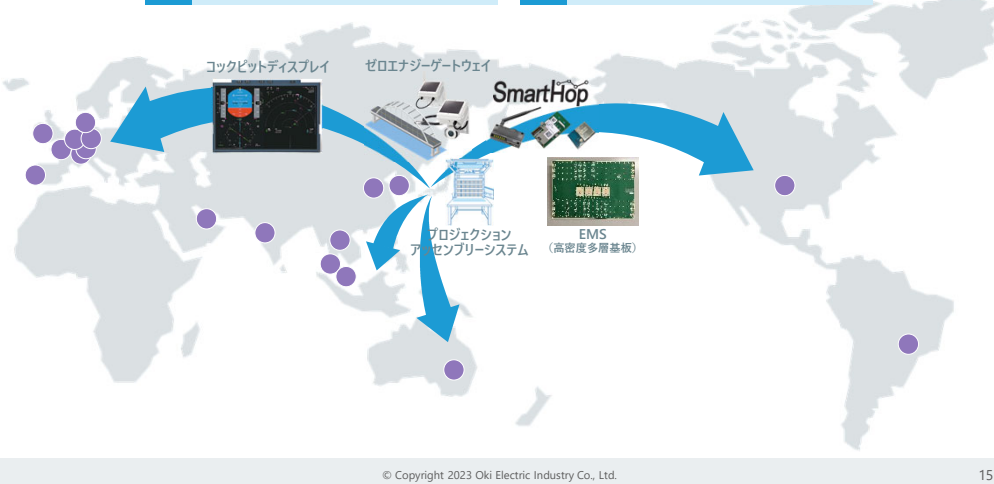 コックピットディスプレイ
ゼロエナジーゲートウェイ
SmartHop
プロジェクション
アセンブリーシステム
EMS
（高密度多層基板）
© Copyright 2023 Oki Electric Industry Co., Ltd.
15